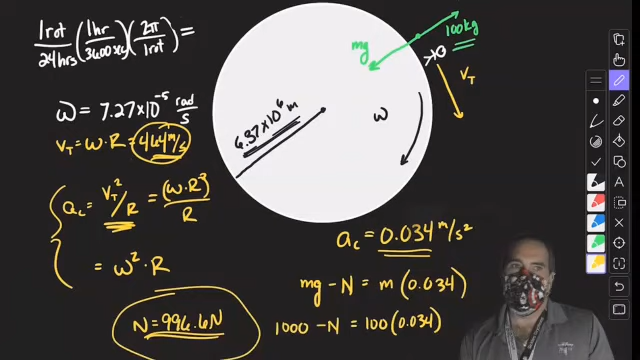 (1rot/24hrs)(1hr/3600sec)(2π/1rot) =
ω = 7.27×10⁻⁵ rad/s
V_T = ω·R = 464 m/s
a_c = V_T²/R = (ω·R)²/R
= ω²·R
N = 996.6N
6.37×10⁶ m
mg
100kg
V_T
ω
a_c = 0.034 m/s²
mg - N = m(0.034)
1000 - N = 100(0.034)